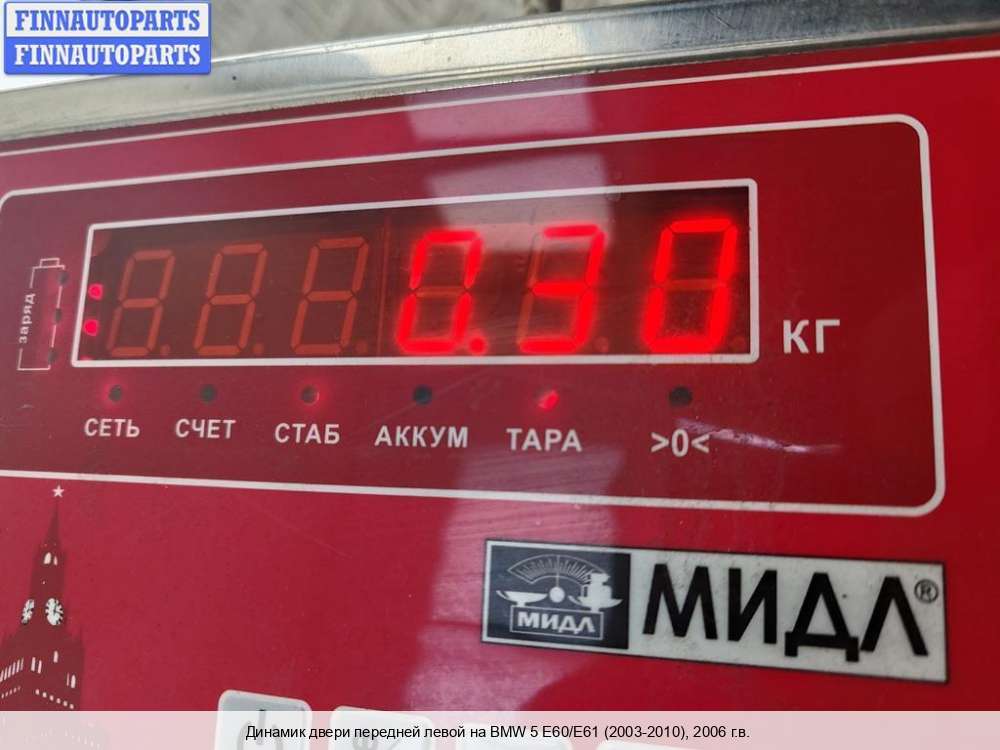 FINNAUTOPARTS
FINNAUTOPARTS
заряд
0.30 КГ
СЕТЬ СЧЕТ СТАБ АККУМ ТАРА >0<
МИДЛ
МИДЛ®
Динамик двери передней левой на BMW 5 E60/E61 (2003-2010), 2006 г.в.